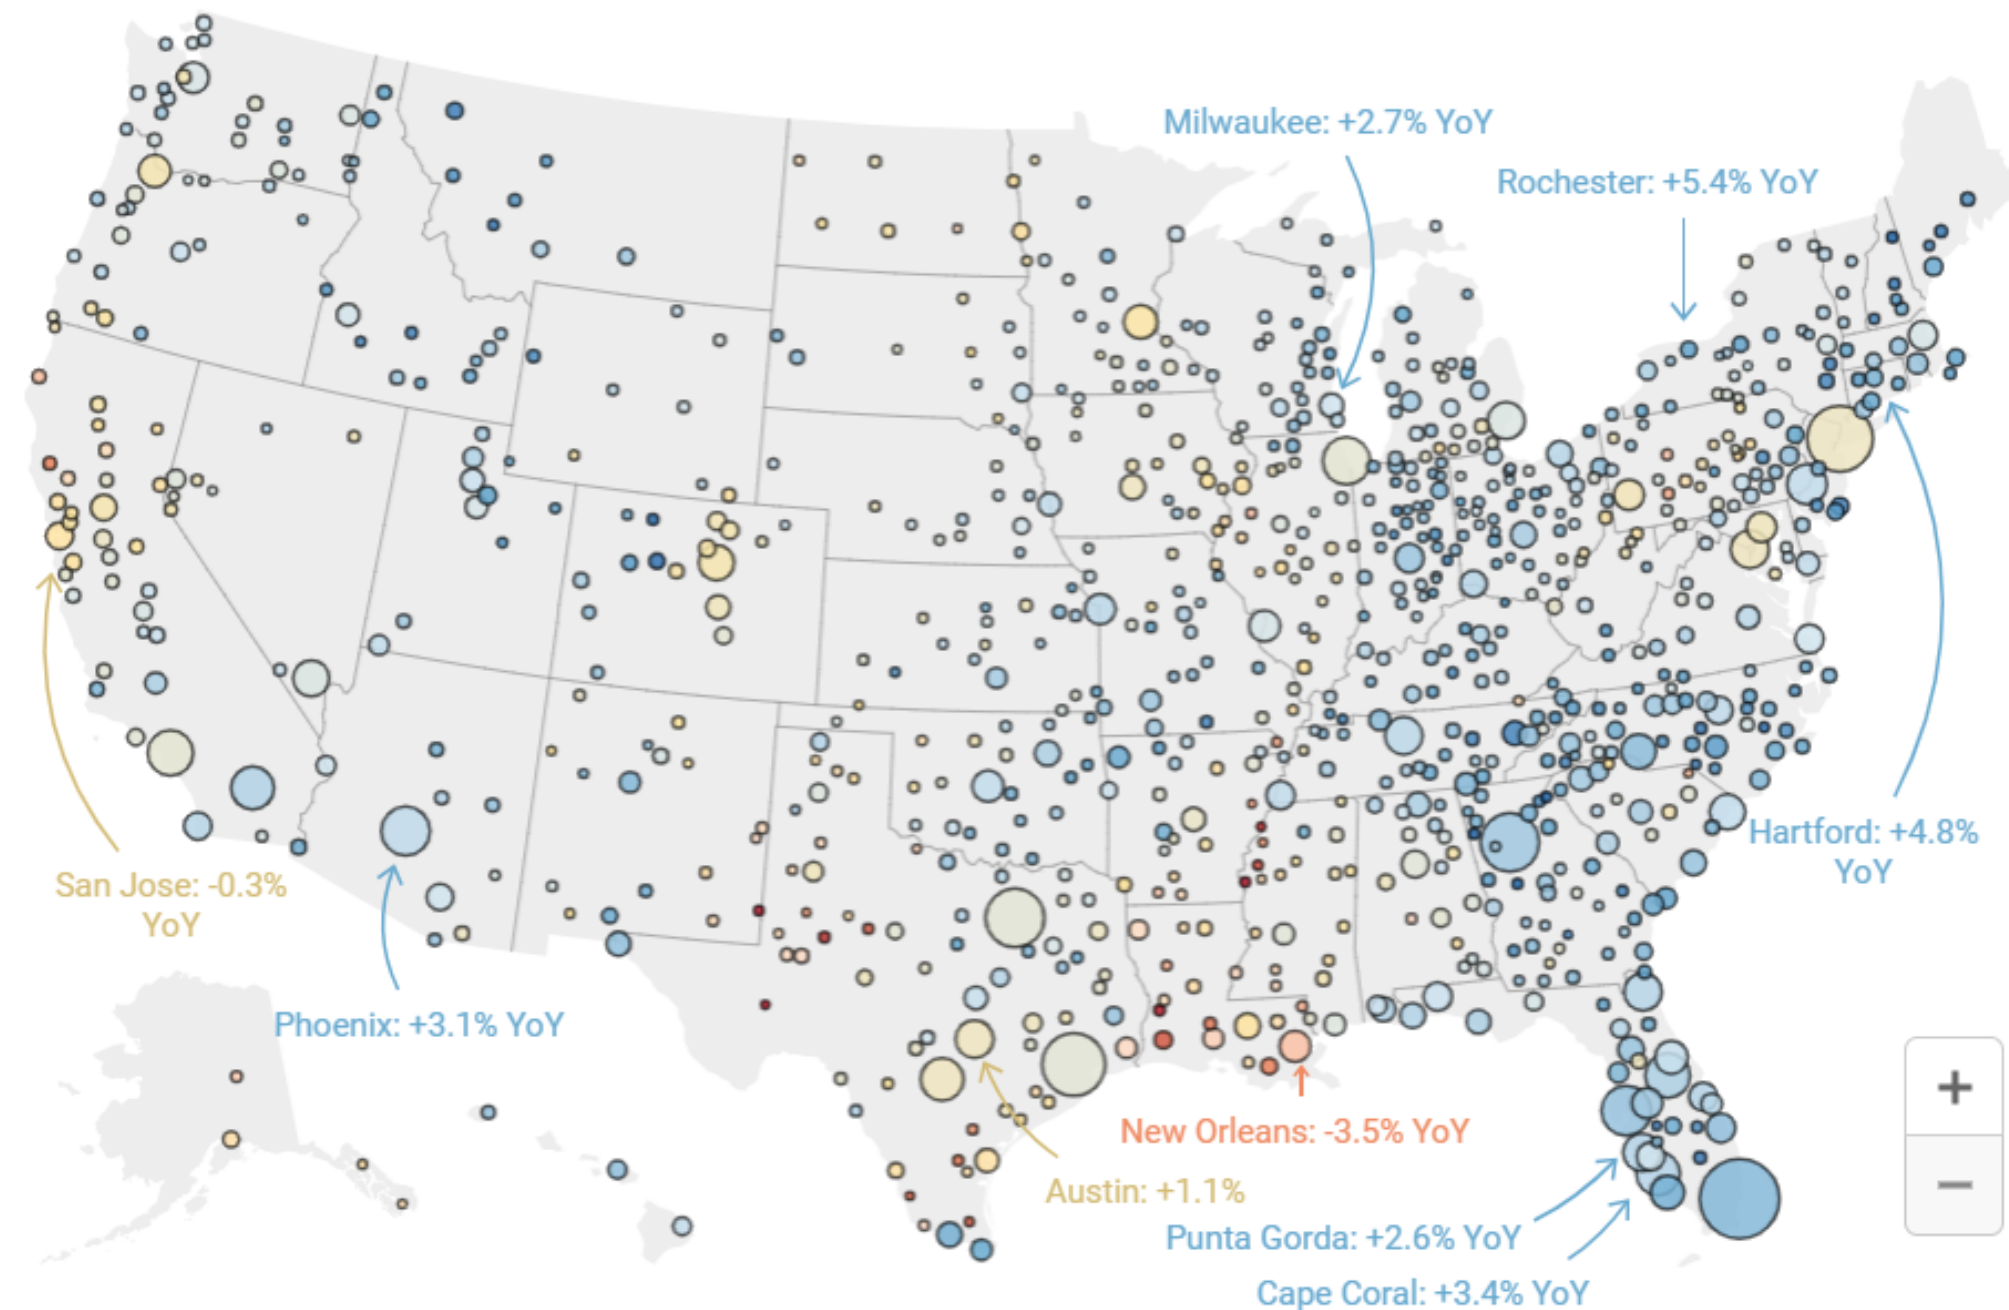 Milwaukee: +2.7% YoY
Rochester: +5.4% YoY
Hartford: +4.8%
YoY
San Jose: -0.3%
YoY
Phoenix: +3.1% YoY
New Orleans: -3.5% YoY
Austin: +1.1%
Punta Gorda: +2.6% YoY
Cape Coral: +3.4% YoY
+
−